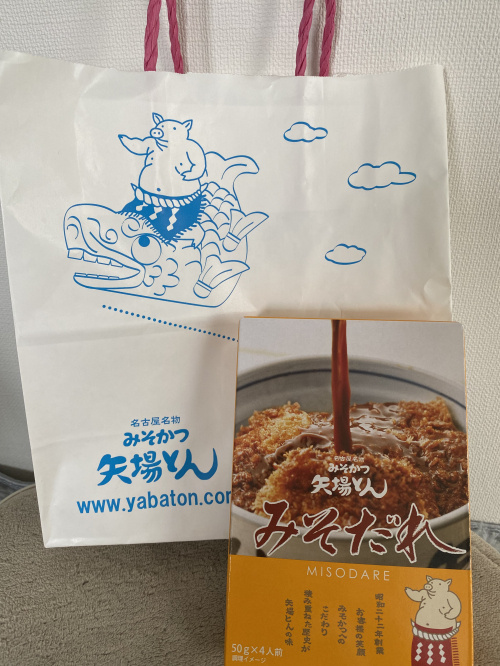 名古屋名物
みそかつ
矢場とん
www.yabaton.com
名古屋名物
みそかつ
矢場とん
みそだれ
MISODARE
昭和二十二年創業
お客様の笑顔
みそかつへの
こだわり
積み重ねた歴史が
矢場とんの味
50g×4人前
調理イメージ